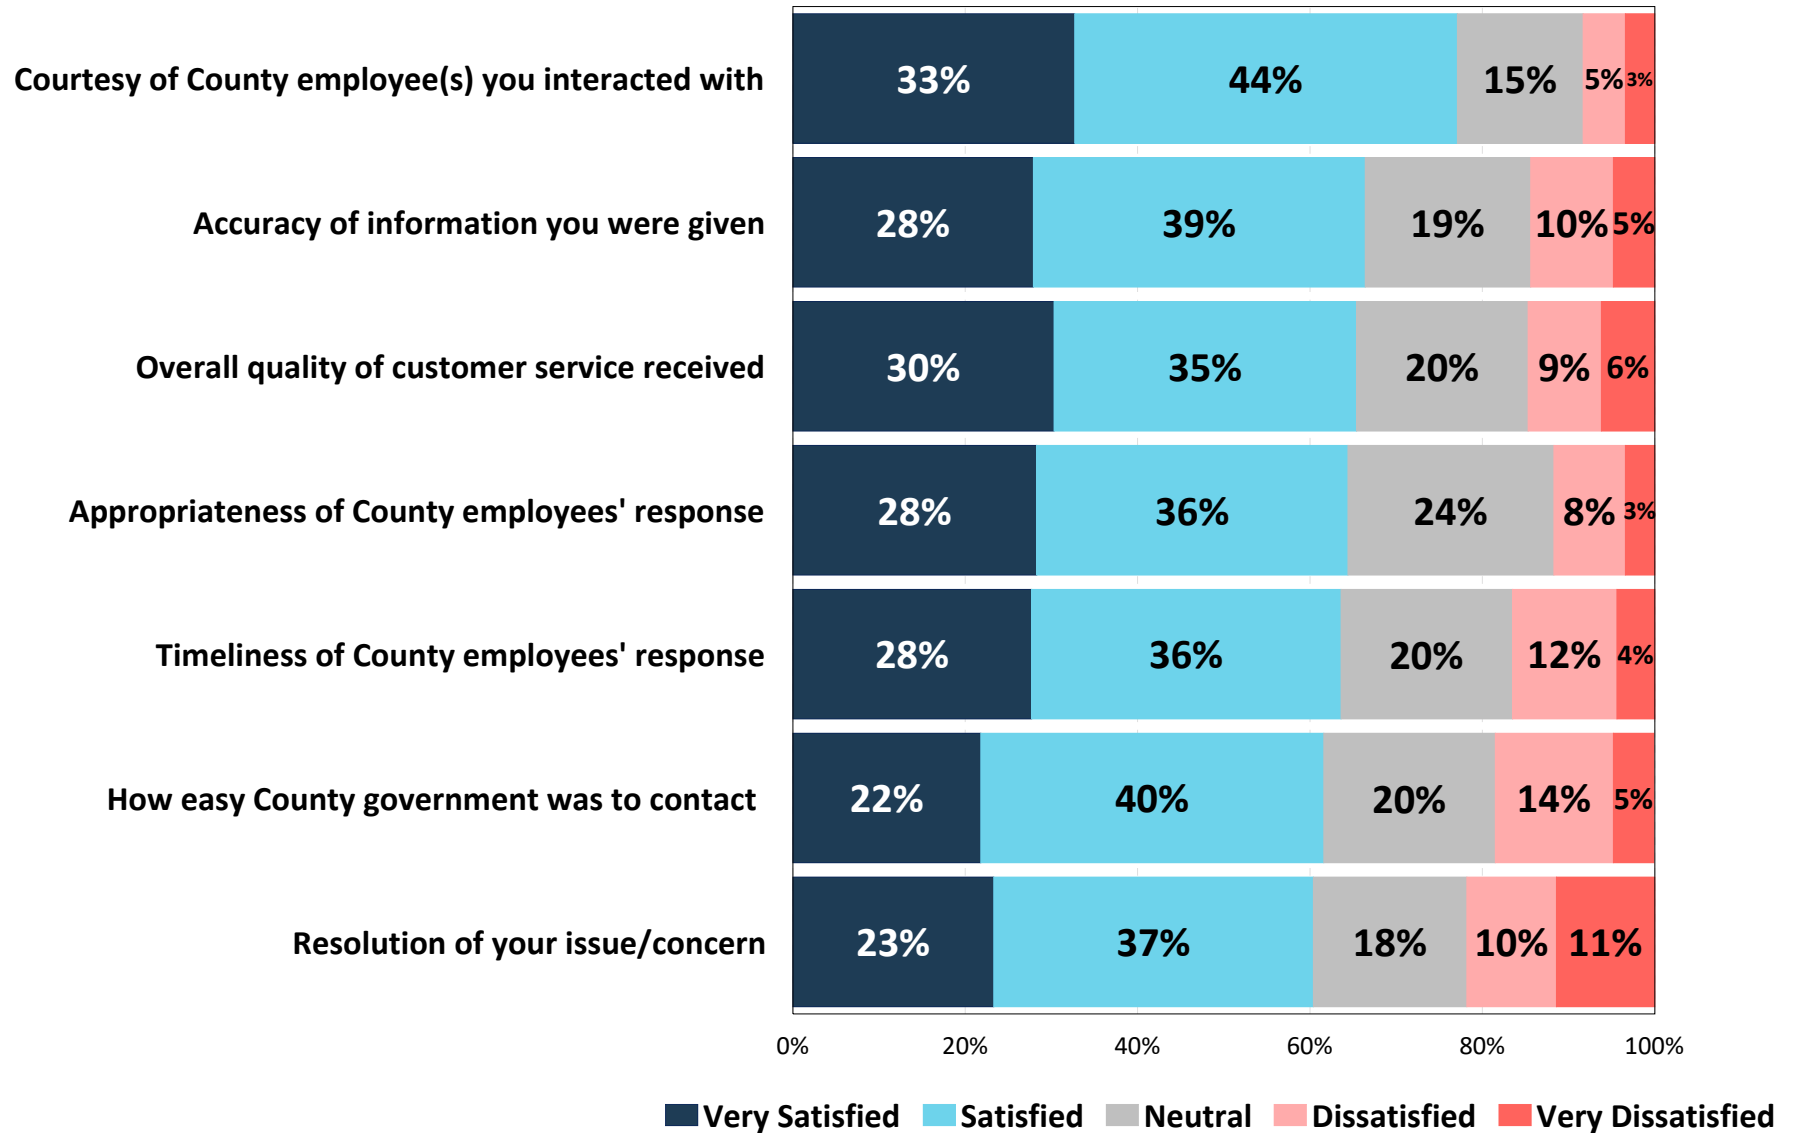 Courtesy of County employee(s) you interacted with 33% 44% 15% 5% 3%
Accuracy of information you were given 28% 39% 19% 10% 5%
Overall quality of customer service received 30% 35% 20% 9% 6%
Appropriateness of County employees' response 28% 36% 24% 8% 3%
Timeliness of County employees' response 28% 36% 20% 12% 4%
How easy County government was to contact 22% 40% 20% 14% 5%
Resolution of your issue/concern 23% 37% 18% 10% 11%
0% 20% 40% 60% 80% 100%
Very Satisfied Satisfied Neutral Dissatisfied Very Dissatisfied